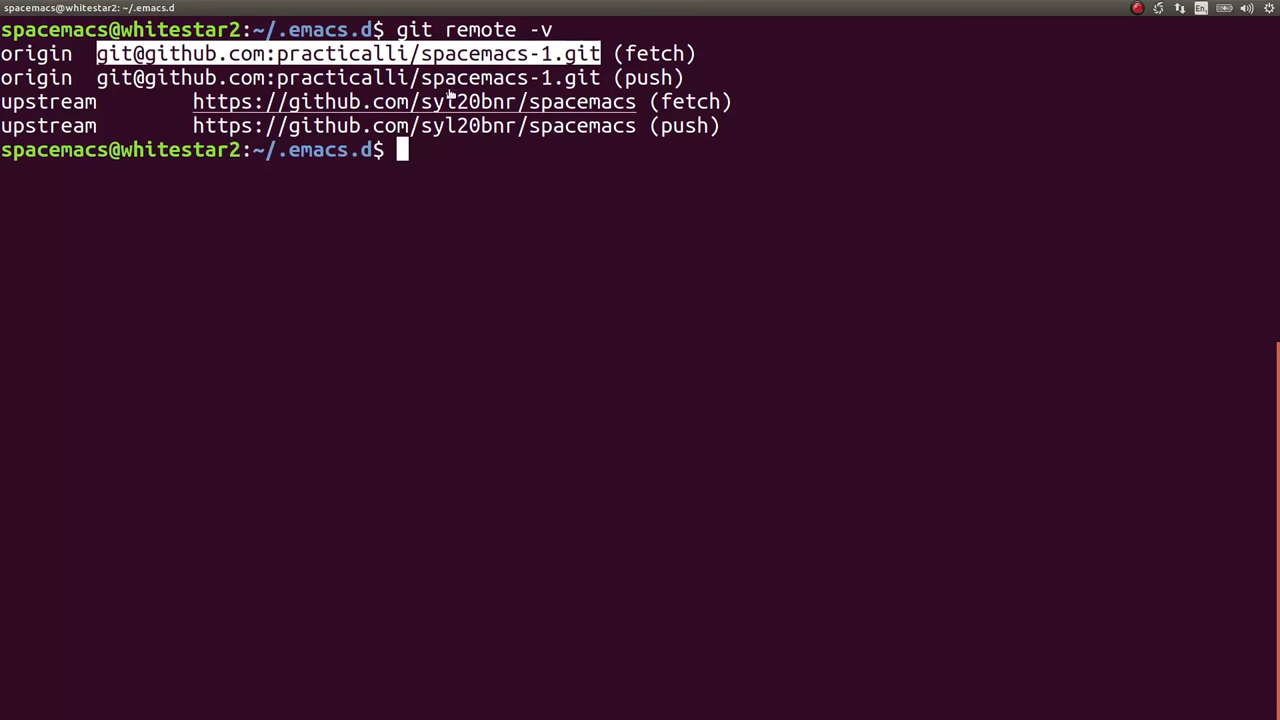 spacemacs@whitestar2: ~/.emacs.d
En
spacemacs@whitestar2:~/.emacs.d$ git remote -v
origin git@github.com:practicalli/spacemacs-1.git (fetch)
origin git@github.com:practicalli/spacemacs-1.git (push)
upstream https://github.com/syl20bnr/spacemacs (fetch)
upstream https://github.com/syl20bnr/spacemacs (push)
spacemacs@whitestar2:~/.emacs.d$